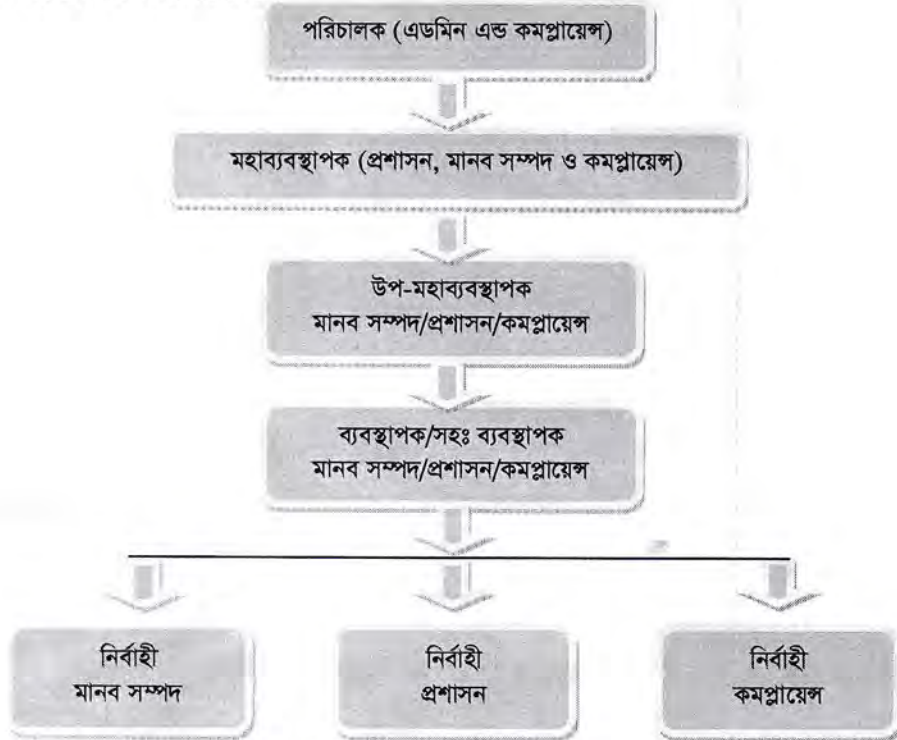 পরিচালক (এডমিন এন্ড কমপ্লায়েন্স)
মহাব্যবস্থাপক (প্রশাসন, মানব সম্পদ ও কমপ্লায়েন্স)
উপ-মহাব্যবস্থাপক
মানব সম্পদ/প্রশাসন/কমপ্লায়েন্স
ব্যবস্থাপক/সহঃ ব্যবস্থাপক
মানব সম্পদ/প্রশাসন/কমপ্লায়েন্স
নির্বাহী
মানব সম্পদ
নির্বাহী
প্রশাসন
নির্বাহী
কমপ্লায়েন্স